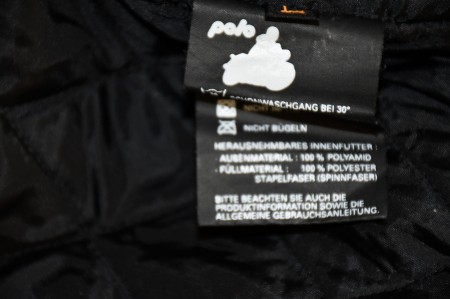 polo
SCHONWASCHGANG BEI 30°
NICHT BÜGELN
HERAUSNEHMBARES INNENFUTTER:
- AUßENMATERIAL: 100 % POLYAMID
- FÜLLMATERIAL: 100 % POLYESTER
STAPELFASER (SPINNFASER)
BITTE BEACHTEN SIE AUCH DIE
PRODUKTINFORMATION SOWIE DIE
ALLGEMEINE GEBRAUCHSANLEITUNG.